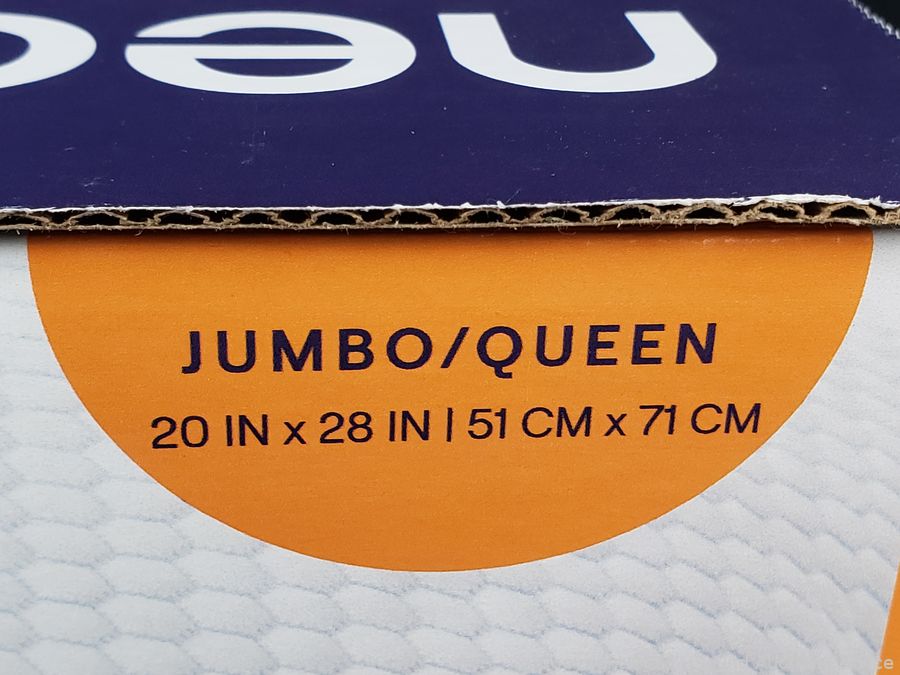 JUMBO/QUEEN
20 IN x 28 IN | 51 CM x 71 CM